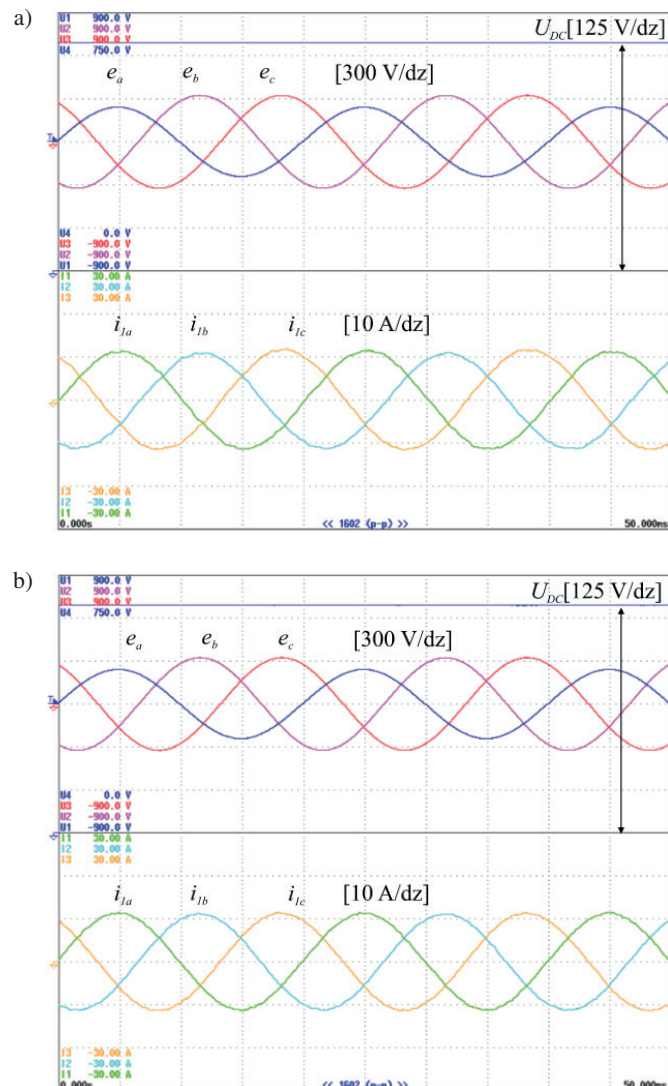 a)
U1 900.0 V
U2 900.0 V
U3 900.0 V
U4 750.0 V
U_DC[125 V/dz]
e_a e_b e_c [300 V/dz]
U4 0.0 V
U3 -900.0 V
U2 -900.0 V
U1 -900.0 V
I1 30.00 A
I2 30.00 A
I3 30.00 A
i_1a i_1b i_1c [10 A/dz]
I3 -30.00 A
I2 -30.00 A
I1 -30.00 A
0.000s << 1602 (p-p) >> 50.000ms
b)
U1 900.0 V
U2 900.0 V
U3 900.0 V
U4 750.0 V
U_DC[125 V/dz]
e_a e_b e_c [300 V/dz]
U4 0.0 V
U3 -900.0 V
U2 -900.0 V
U1 -900.0 V
I1 30.00 A
I2 30.00 A
I3 30.00 A
i_1a i_1b i_1c [10 A/dz]
I3 -30.00 A
I2 -30.00 A
I1 -30.00 A
0.000s << 1602 (p-p) >> 50.000ms